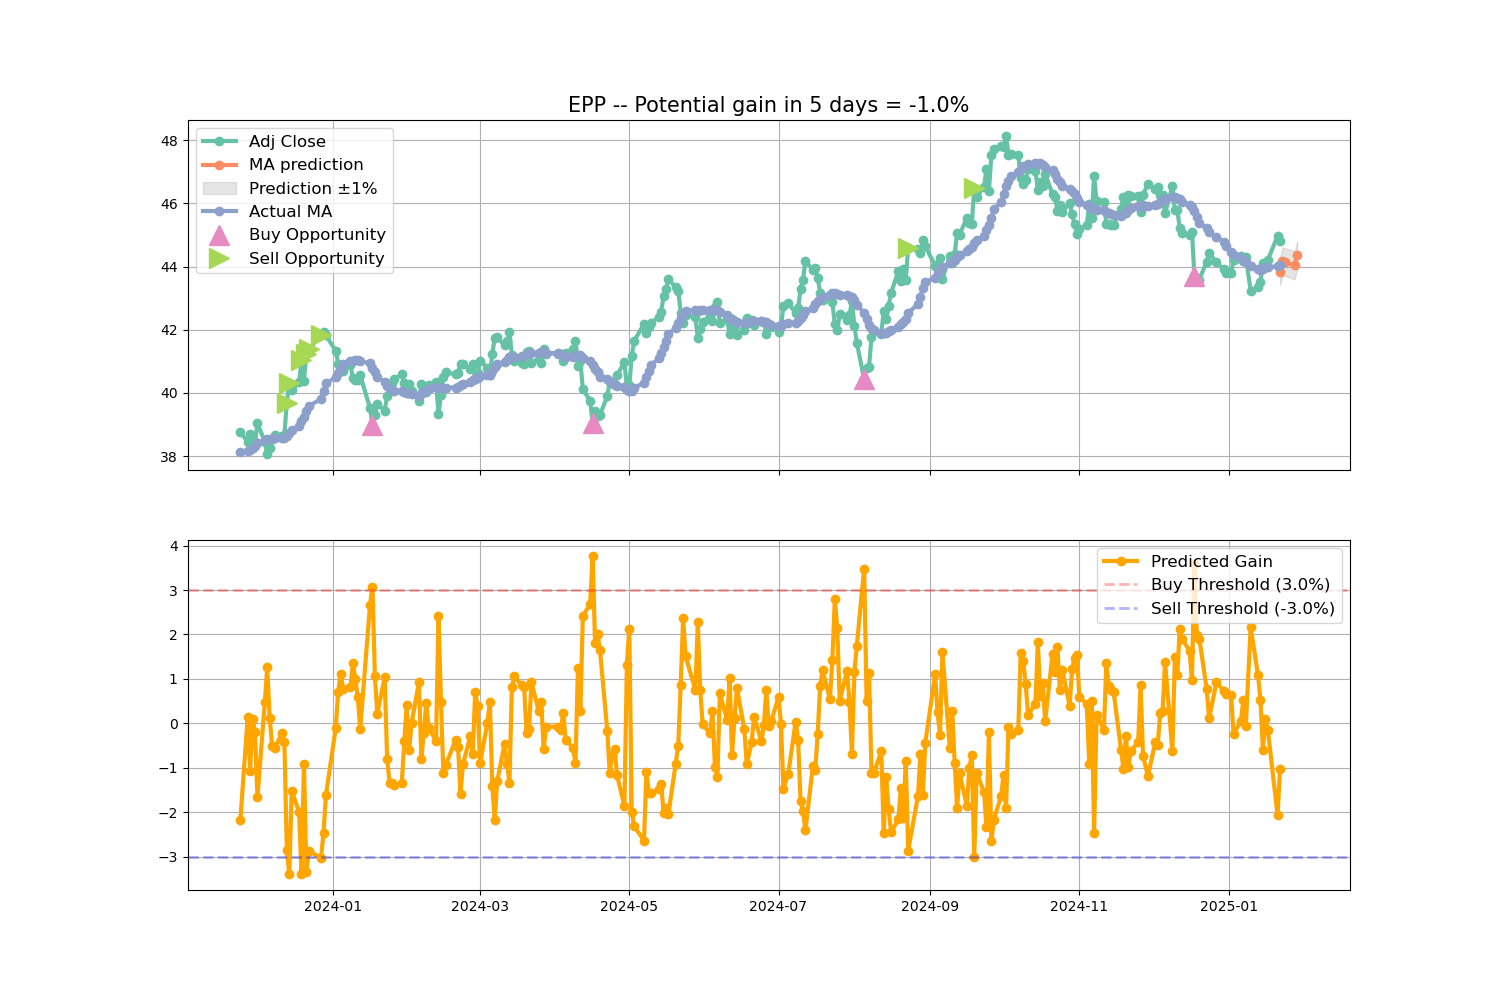 EPP -- Potential gain in 5 days = -1.0%
48
46
44
42
40
38
Adj Close
MA prediction
Prediction ±1%
Actual MA
Buy Opportunity
Sell Opportunity
4
3
2
1
0
−1
−2
−3
Predicted Gain
Buy Threshold (3.0%)
Sell Threshold (-3.0%)
2024-01
2024-03
2024-05
2024-07
2024-09
2024-11
2025-01